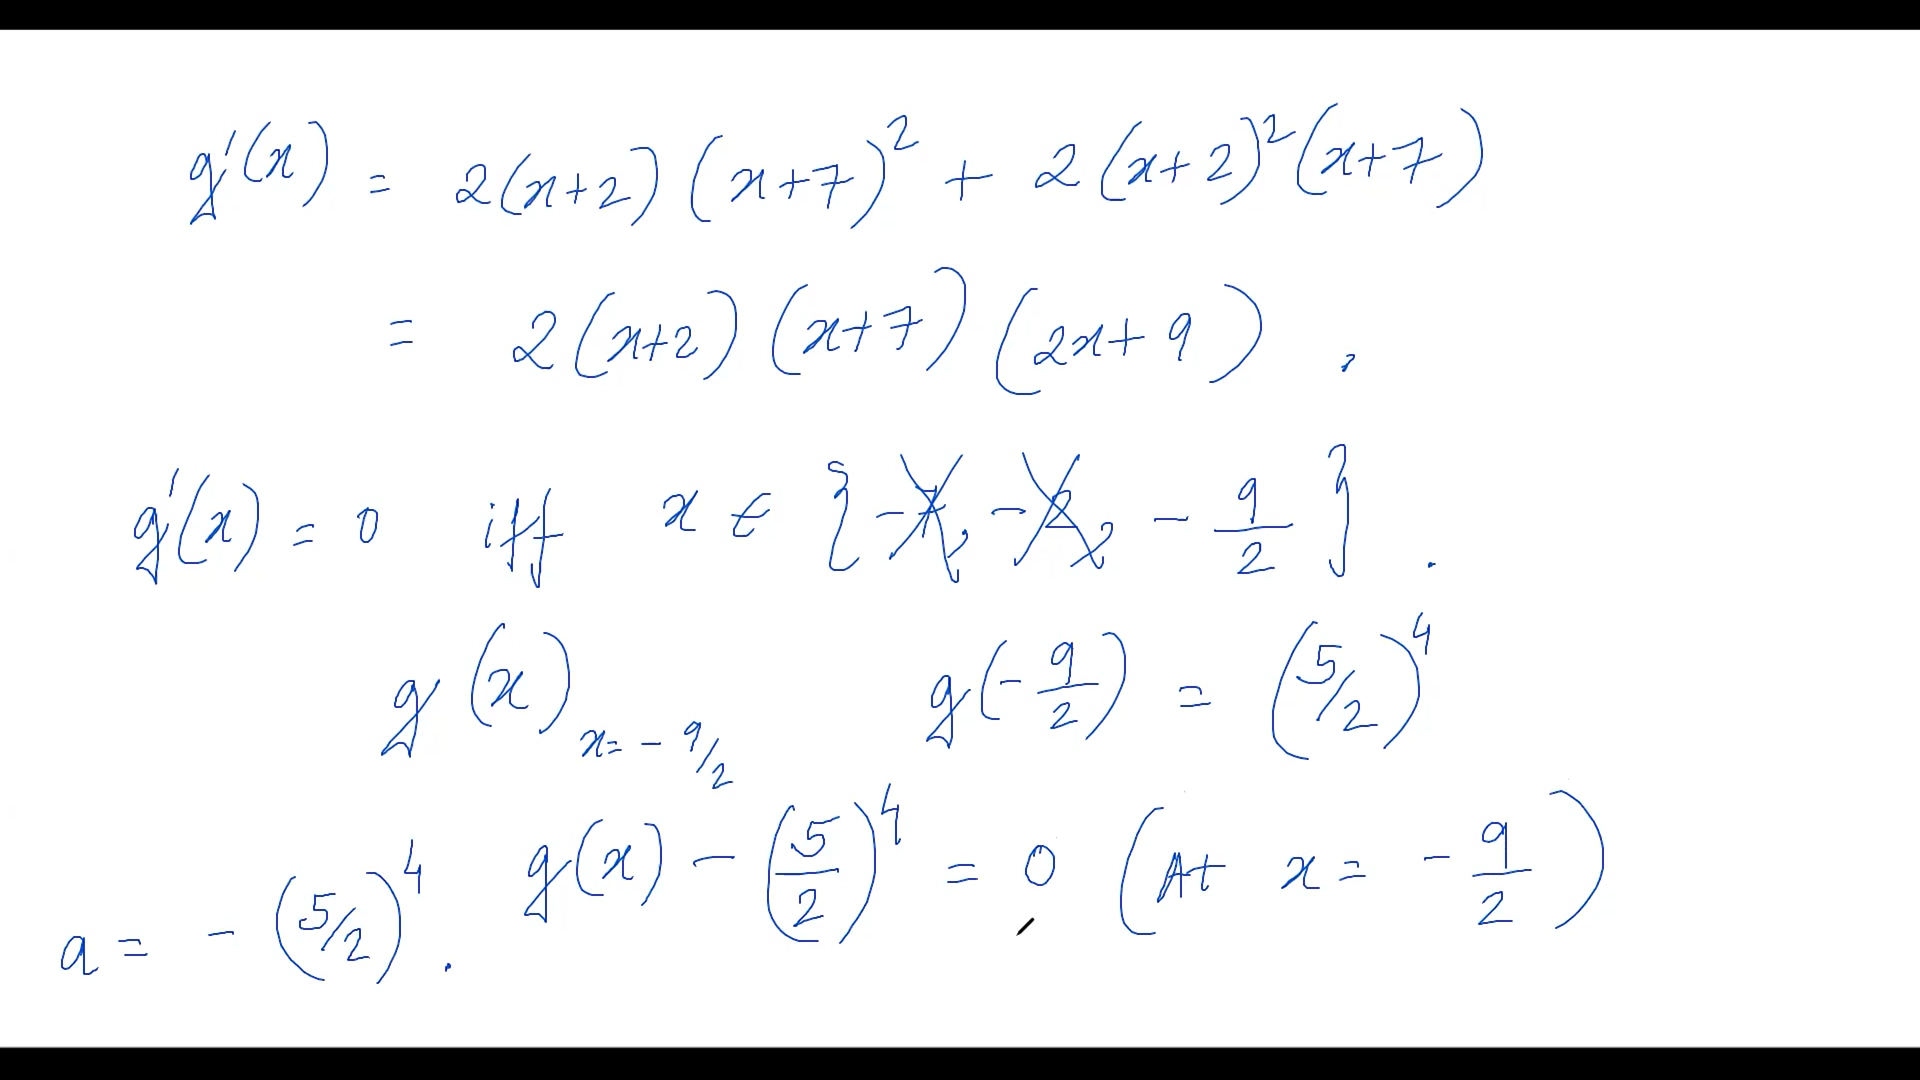 g'(x) = 2(x+2)(x+7)² + 2(x+2)²(x+7)
= 2(x+2)(x+7)(2x+9).
g'(x) = 0 iff x ∈ {-7, -2, -9/2}.
g(x) x=-9/2 g(-9/2) = (5/2)⁴
a = -(5/2)⁴. g(x) - (5/2)⁴ = 0 (At x = -9/2)